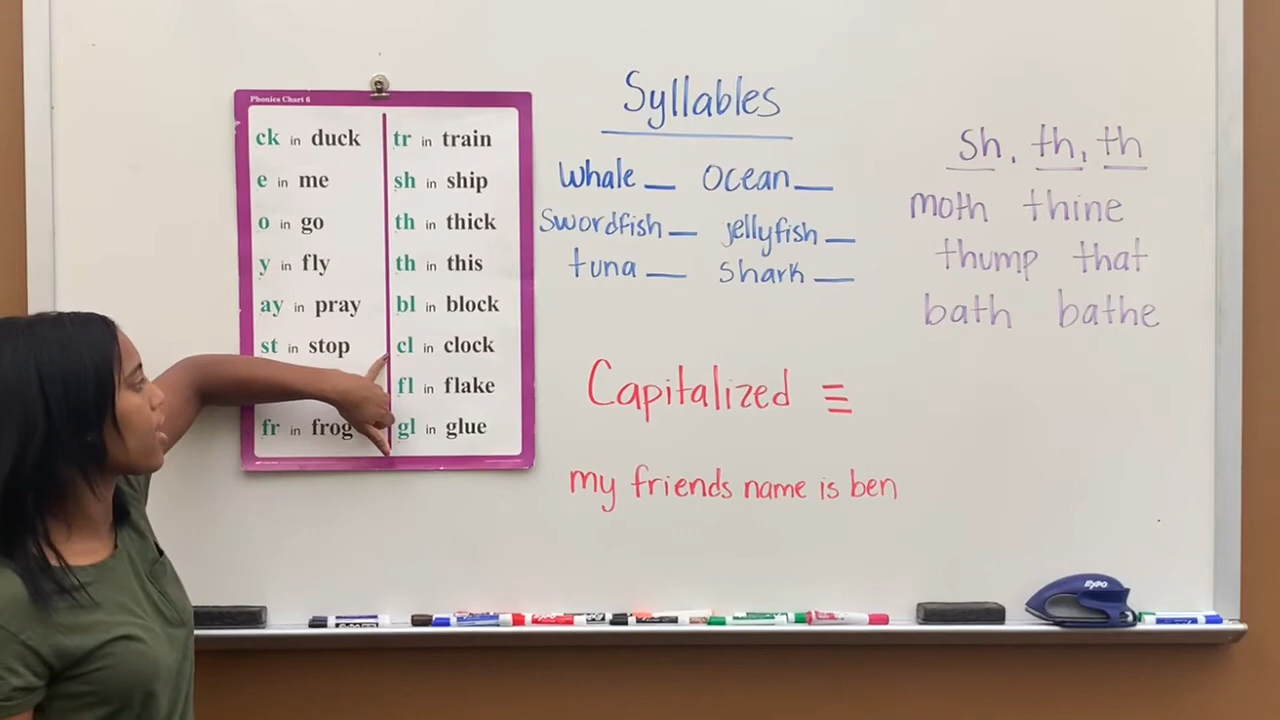 Phonics Chart 6
ck in duck
e in me
o in go
y in fly
ay in pray
st in stop
fr in frog
tr in train
sh in ship
th in thick
th in this
bl in block
cl in clock
fl in flake
gl in glue
Syllables
whale __ Ocean __
Swordfish __ jellyfish __
tuna __ shark __
Capitalized ≡
my friends name is ben
sh, th, th
moth thine
thump that
bath bathe
EXPO